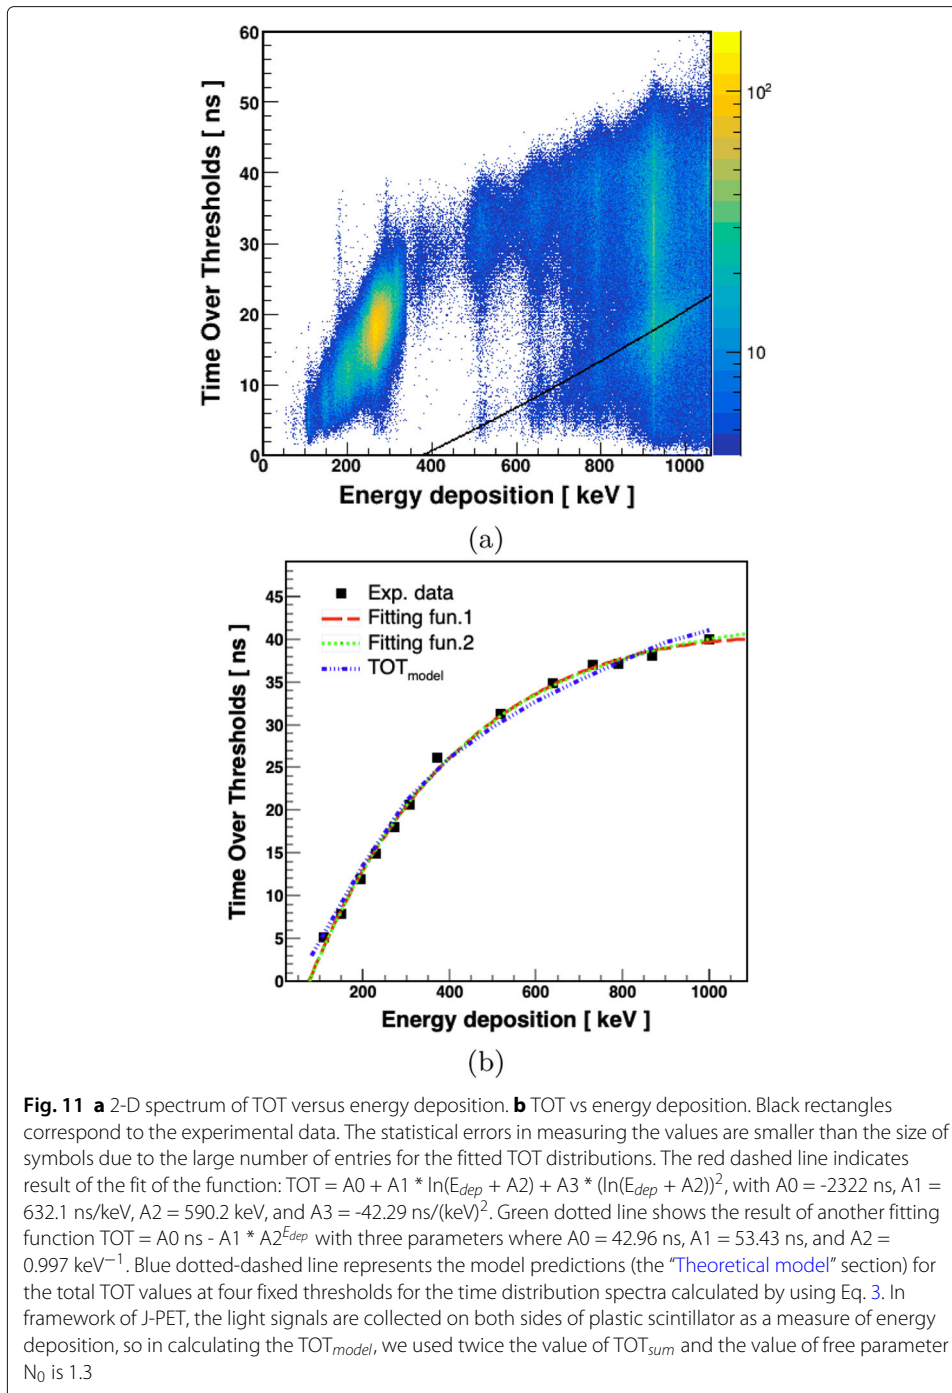 60
50
40
30
20
10
0
Time Over Thresholds [ ns ]
0 200 400 600 800 1000
Energy deposition [ keV ]
10²
10
(a)
45
40
35
30
25
20
15
10
5
0
Time Over Thresholds [ ns ]
Exp. data
Fitting fun.1
Fitting fun.2
TOT_model
200 400 600 800 1000
Energy deposition [ keV ]
(b)
Fig. 11 a 2-D spectrum of TOT versus energy deposition. b TOT vs energy deposition. Black rectangles
correspond to the experimental data. The statistical errors in measuring the values are smaller than the size of
symbols due to the large number of entries for the fitted TOT distributions. The red dashed line indicates
result of the fit of the function: TOT = A0 + A1 * ln(E_dep + A2) + A3 * (ln(E_dep + A2))², with A0 = -2322 ns, A1 =
632.1 ns/keV, A2 = 590.2 keV, and A3 = -42.29 ns/(keV)². Green dotted line shows the result of another fitting
function TOT = A0 ns - A1 * A2^E_dep with three parameters where A0 = 42.96 ns, A1 = 53.43 ns, and A2 =
0.997 keV⁻¹. Blue dotted-dashed line represents the model predictions (the "Theoretical model" section) for
the total TOT values at four fixed thresholds for the time distribution spectra calculated by using Eq. 3. In
framework of J-PET, the light signals are collected on both sides of plastic scintillator as a measure of energy
deposition, so in calculating the TOT_model, we used twice the value of TOT_sum and the value of free parameter
N₀ is 1.3